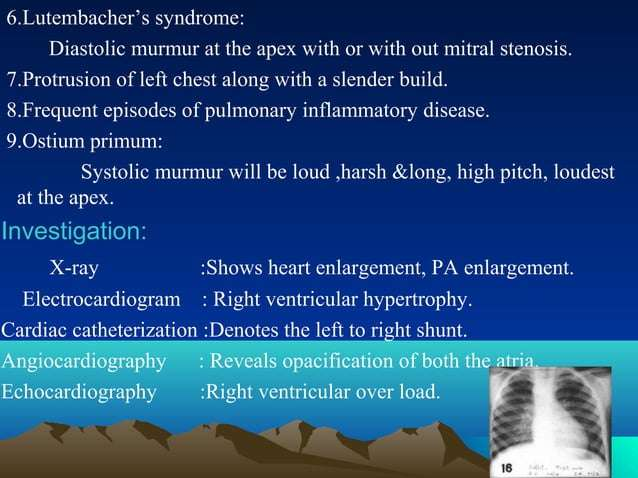 6.Lutembacher’s syndrome:
Diastolic murmur at the apex with or with out mitral stenosis.
7.Protrusion of left chest along with a slender build.
8.Frequent episodes of pulmonary inflammatory disease.
9.Ostium primum:
Systolic murmur will be loud ,harsh &long, high pitch, loudest
at the apex.
Investigation:
X-ray :Shows heart enlargement, PA enlargement.
Electrocardiogram : Right ventricular hypertrophy.
Cardiac catheterization :Denotes the left to right shunt.
Angiocardiography : Reveals opacification of both the atria.
Echocardiography :Right ventricular over load.
16